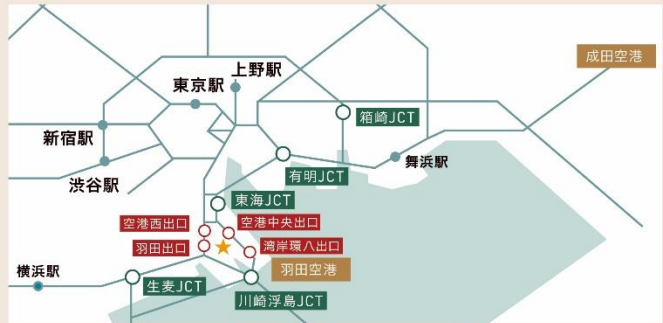 成田空港
上野駅
東京駅
箱崎JCT
新宿駅
舞浜駅
有明JCT
渋谷駅
東海JCT
空港西出口
空港中央出口
羽田出口
湾岸環八出口
羽田空港
横浜駅
生麦JCT
川崎浮島JCT